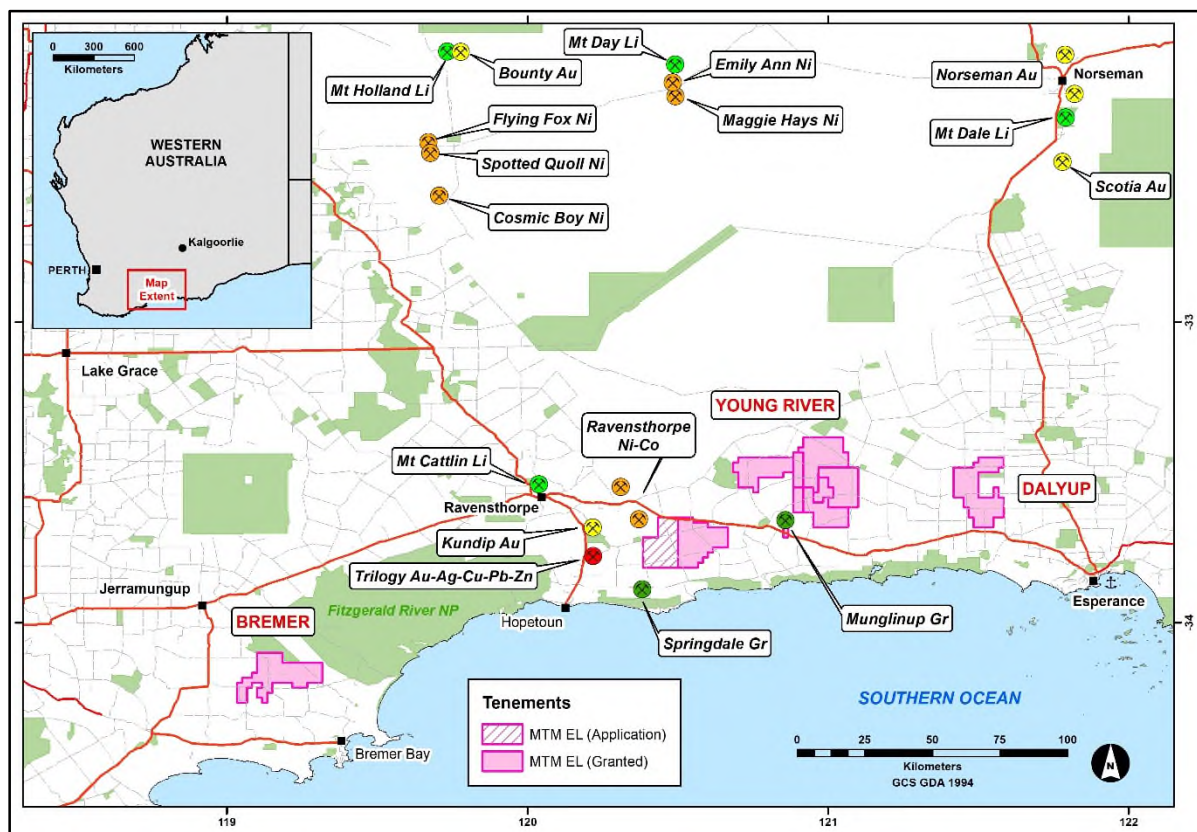 0 300 600
Kilometers
WESTERN
AUSTRALIA
Kalgoorlie
PERTH
Map
Extent
Mt Holland Li
Bounty Au
Mt Day Li
Emily Ann Ni
Maggie Hays Ni
Norseman Au
Norseman
Mt Dale Li
Scotia Au
Flying Fox Ni
Spotted Quoll Ni
Cosmic Boy Ni
-33
Lake Grace
YOUNG RIVER
Ravensthorpe
Ni-Co
Mt Cattlin Li
Ravensthorpe
DALYUP
Kundip Au
Trilogy Au-Ag-Cu-Pb-Zn
Jerramungup
Fitzgerald River NP
Hopetoun
Esperance
BREMER
Springdale Gr
Munglinup Gr
-34
Tenements
MTM EL (Application)
MTM EL (Granted)
SOUTHERN OCEAN
Bremer Bay
0 25 50 75 100
Kilometers
GCS GDA 1994
N
119 120 121 122